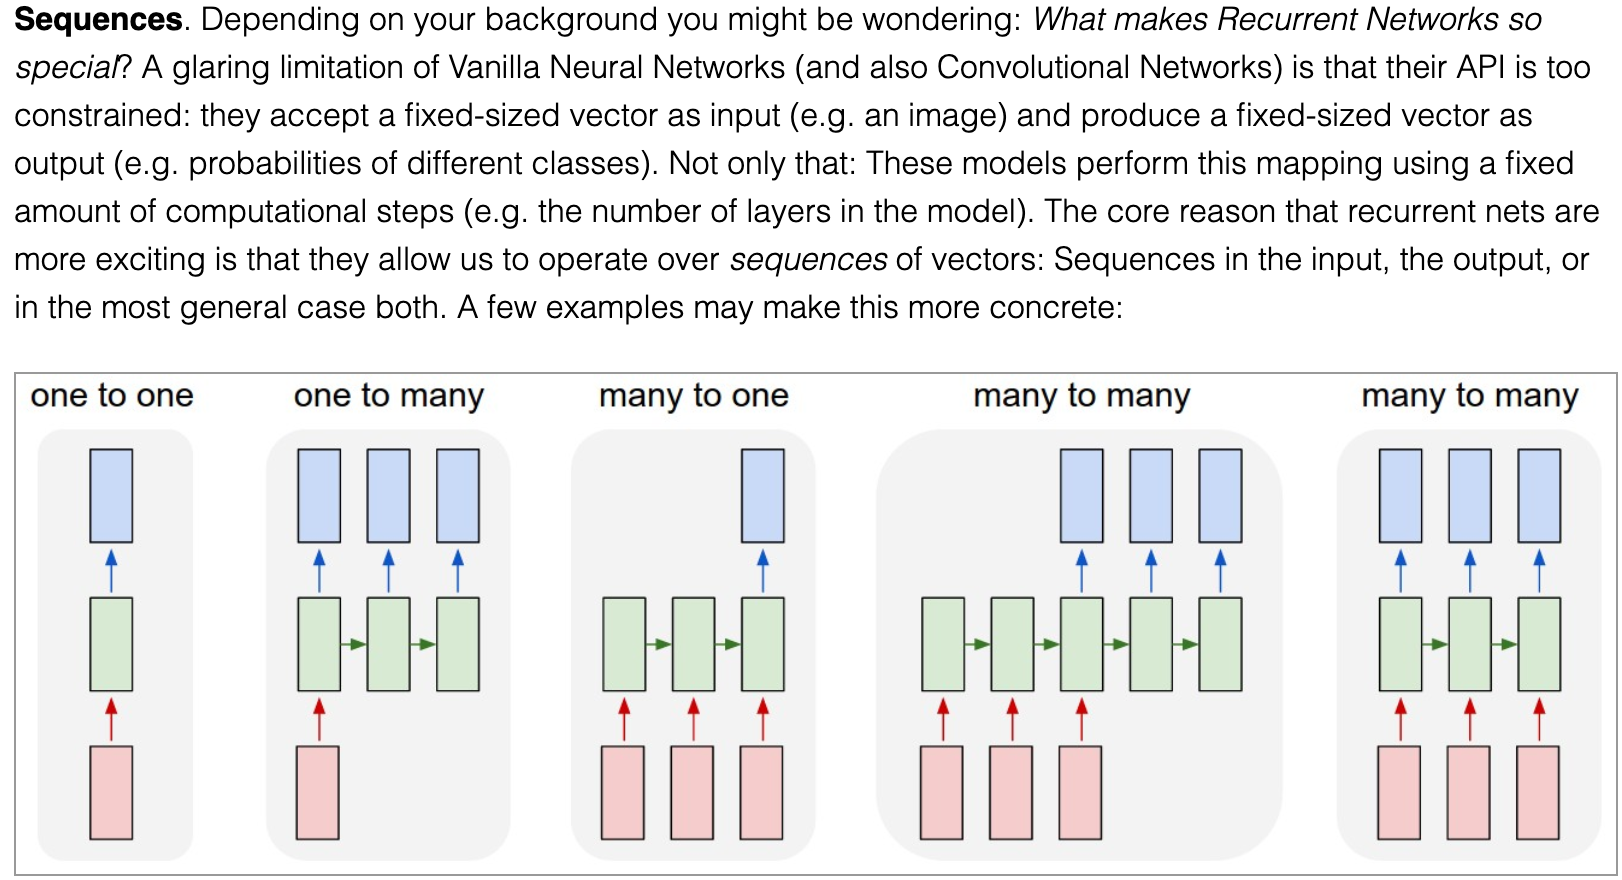 Sequences. Depending on your background you might be wondering: What makes Recurrent Networks so
special? A glaring limitation of Vanilla Neural Networks (and also Convolutional Networks) is that their API is too
constrained: they accept a fixed-sized vector as input (e.g. an image) and produce a fixed-sized vector as
output (e.g. probabilities of different classes). Not only that: These models perform this mapping using a fixed
amount of computational steps (e.g. the number of layers in the model). The core reason that recurrent nets are
more exciting is that they allow us to operate over sequences of vectors: Sequences in the input, the output, or
in the most general case both. A few examples may make this more concrete:
one to one one to many many to one many to many many to many